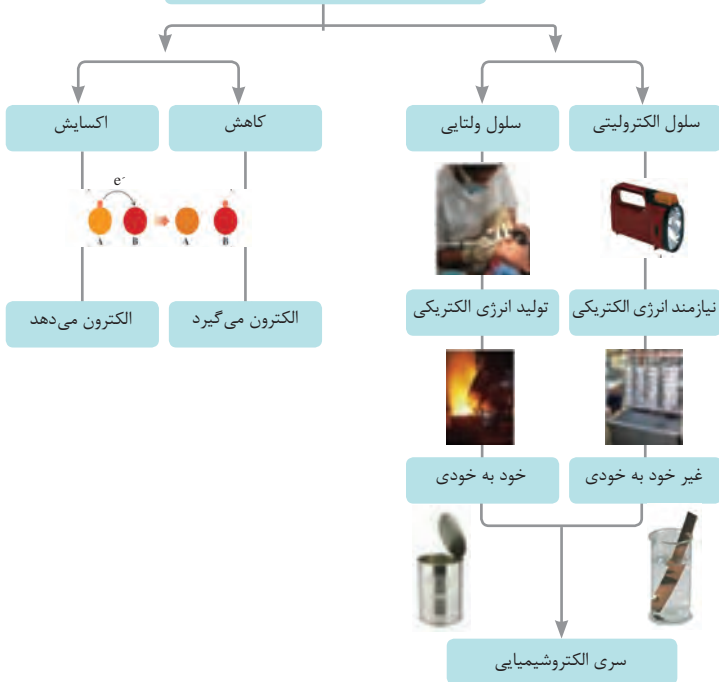 سلول الکترولیتی
سلول ولتایی
کاهش
اکسایش
e-
A B A B
نیازمند انرژی الکتریکی
تولید انرژی الکتریکی
الکترون می‌گیرد
الکترون می‌دهد
غیر خود به خودی
خود به خودی
سری الکتروشیمیایی